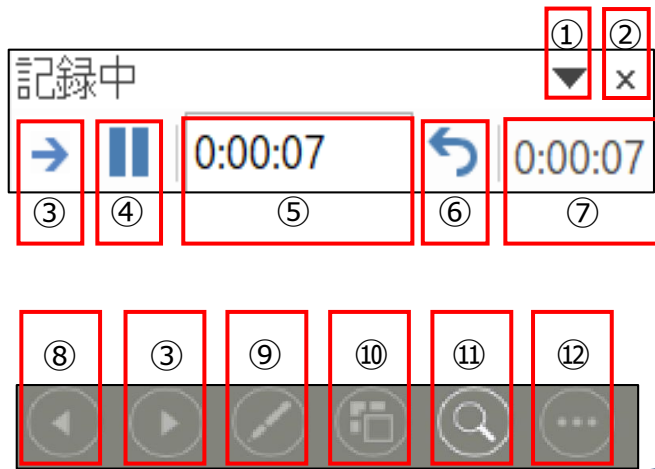 ① ②
記録中
0:00:07 0:00:07
③ ④ ⑤ ⑥ ⑦
⑧ ③ ⑨ ⑩ ⑪ ⑫